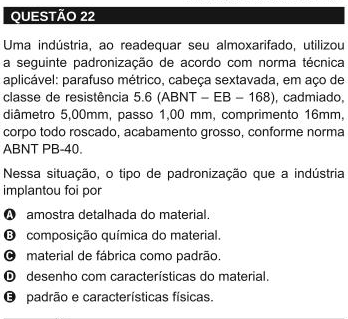 QUESTÃO 22
Uma indústria, ao readequar seu almoxarifado, utilizou
a seguinte padronização de acordo com norma técnica
aplicável: parafuso métrico, cabeça sextavada, em aço de
classe de resistência 5.6 (ABNT – EB – 168), cadmiado,
diâmetro 5,00mm, passo 1,00 mm, comprimento 16mm,
corpo todo roscado, acabamento grosso, conforme norma
ABNT PB-40.
Nessa situação, o tipo de padronização que a indústria
implantou foi por
A amostra detalhada do material.
B composição química do material.
C material de fábrica como padrão.
D desenho com características do material.
E padrão e características físicas.